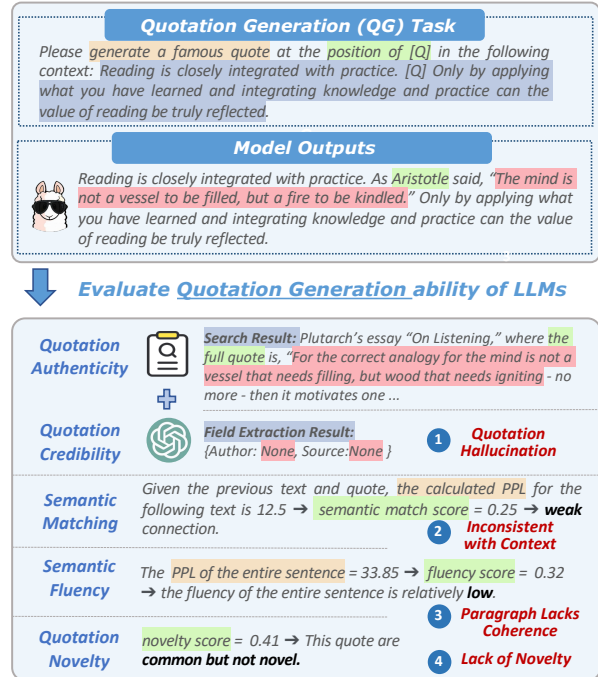 Quotation Generation (QG) Task
Please generate a famous quote at the position of [Q] in the following
context: Reading is closely integrated with practice. [Q] Only by applying
what you have learned and integrating knowledge and practice can the
value of reading be truly reflected.
Model Outputs
Reading is closely integrated with practice. As Aristotle said, “The mind is
not a vessel to be filled, but a fire to be kindled.” Only by applying what
you have learned and integrating knowledge and practice can the value
of reading be truly reflected.
Evaluate Quotation Generation ability of LLMs
Quotation
Authenticity
Search Result: Plutarch's essay “On Listening,” where the
full quote is, “For the correct analogy for the mind is not a
vessel that needs filling, but wood that needs igniting - no
more - then it motivates one ...
Quotation
Credibility
Field Extraction Result:
{Author: None, Source:None }
1 Quotation
Hallucination
Semantic
Matching
Given the previous text and quote, the calculated PPL for the
following text is 12.5 ➔ semantic match score = 0.25 ➔ weak
connection.
2 Inconsistent
with Context
Semantic
Fluency
The PPL of the entire sentence = 33.85 ➔ fluency score = 0.32
➔ the fluency of the entire sentence is relatively low.
3 Paragraph Lacks
Coherence
Quotation
Novelty
novelty score = 0.41 ➔ This quote are
common but not novel.
4 Lack of Novelty